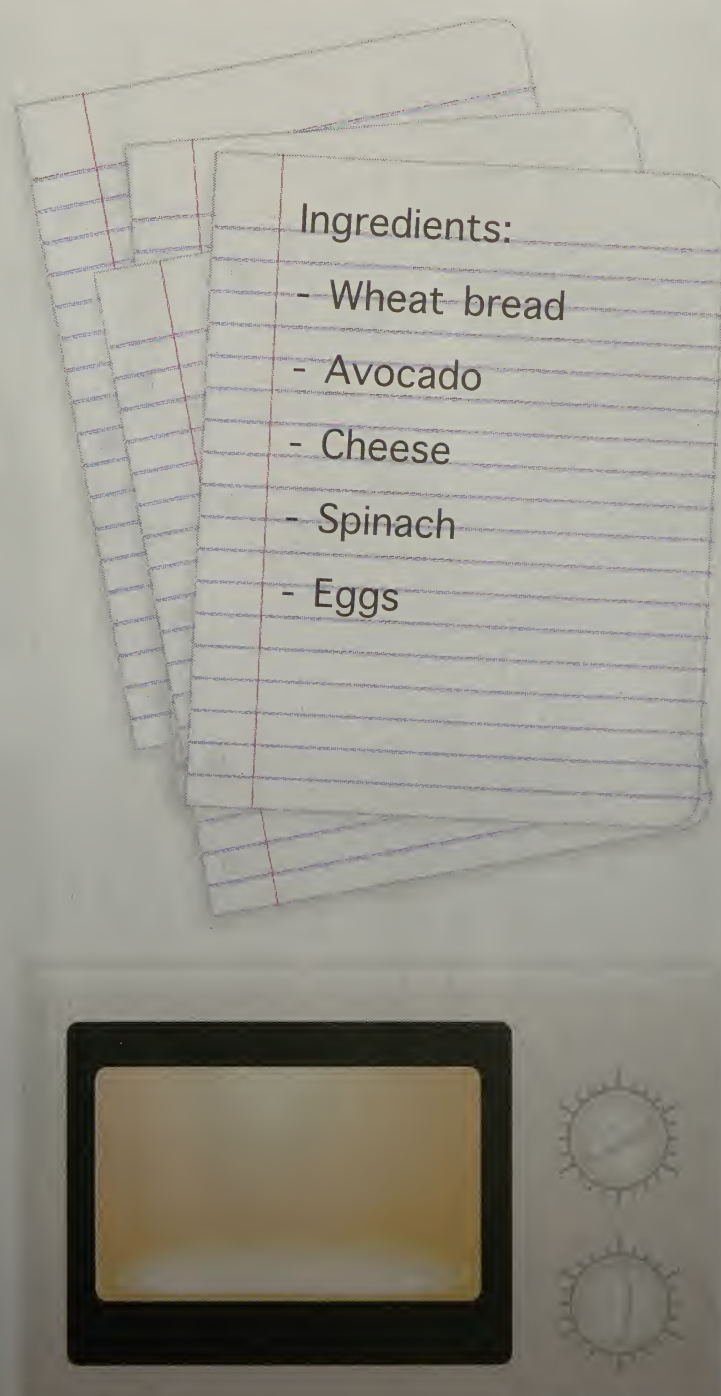 Ingredients:
- Wheat bread
- Avocado
- Cheese
- Spinach
- Eggs